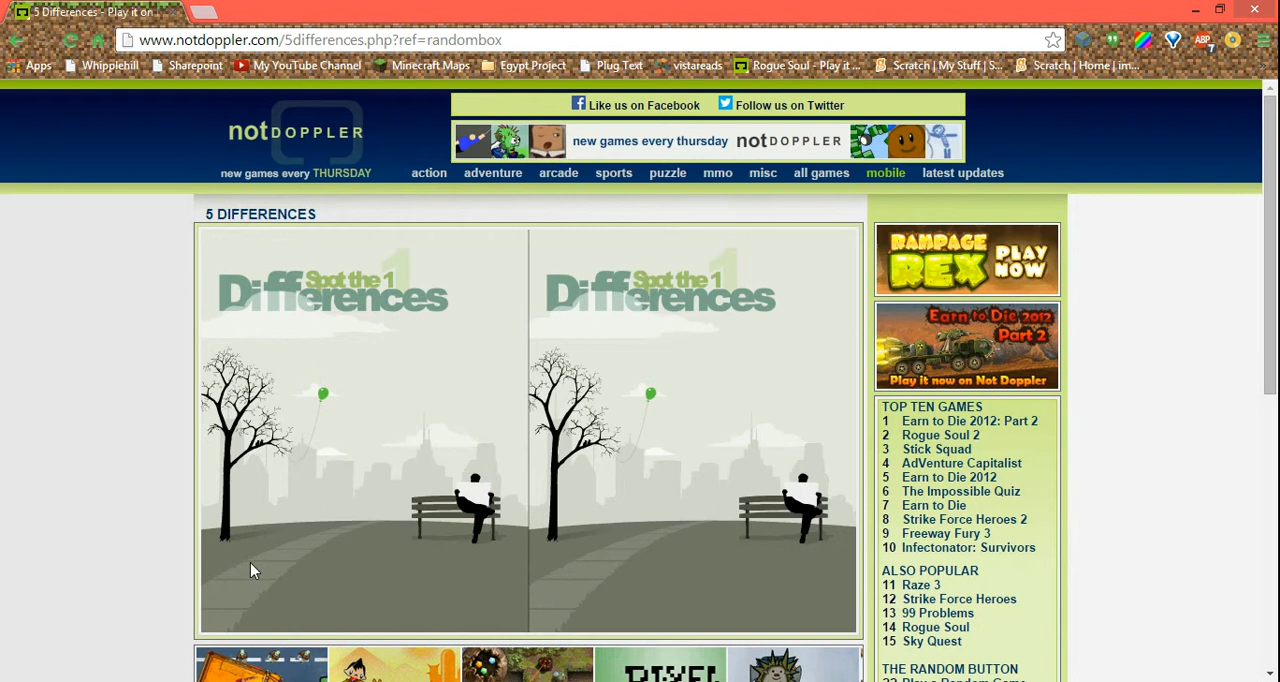 5 Differences - Play it on
www.notdoppler.com/5differences.php?ref=randombox
ABP
7
Apps Whipplehill Sharepoint My YouTube Channel Minecraft Maps Egypt Project Plug Text vistareads Rogue Soul - Play it ... Scratch | My Stuff | S... Scratch | Home | im...
Like us on Facebook Follow us on Twitter
notDOPPLER
new games every thursday notDOPPLER
new games every THURSDAY
action adventure arcade sports puzzle mmo misc all games mobile latest updates
5 DIFFERENCES
Spot the 1
Differences
1
Spot the 1
Differences
1
RAMPAGE
REX
PLAY
NOW
Earn to Die 2012
Part 2
Play it now on Not Doppler
TOP TEN GAMES
1 Earn to Die 2012: Part 2
2 Rogue Soul 2
3 Stick Squad
4 AdVenture Capitalist
5 Earn to Die 2012
6 The Impossible Quiz
7 Earn to Die
8 Strike Force Heroes 2
9 Freeway Fury 3
10 Infectonator: Survivors
ALSO POPULAR
11 Raze 3
12 Strike Force Heroes
13 99 Problems
14 Rogue Soul
15 Sky Quest
THE RANDOM BUTTON
?? Play a Random Game
PIXEL